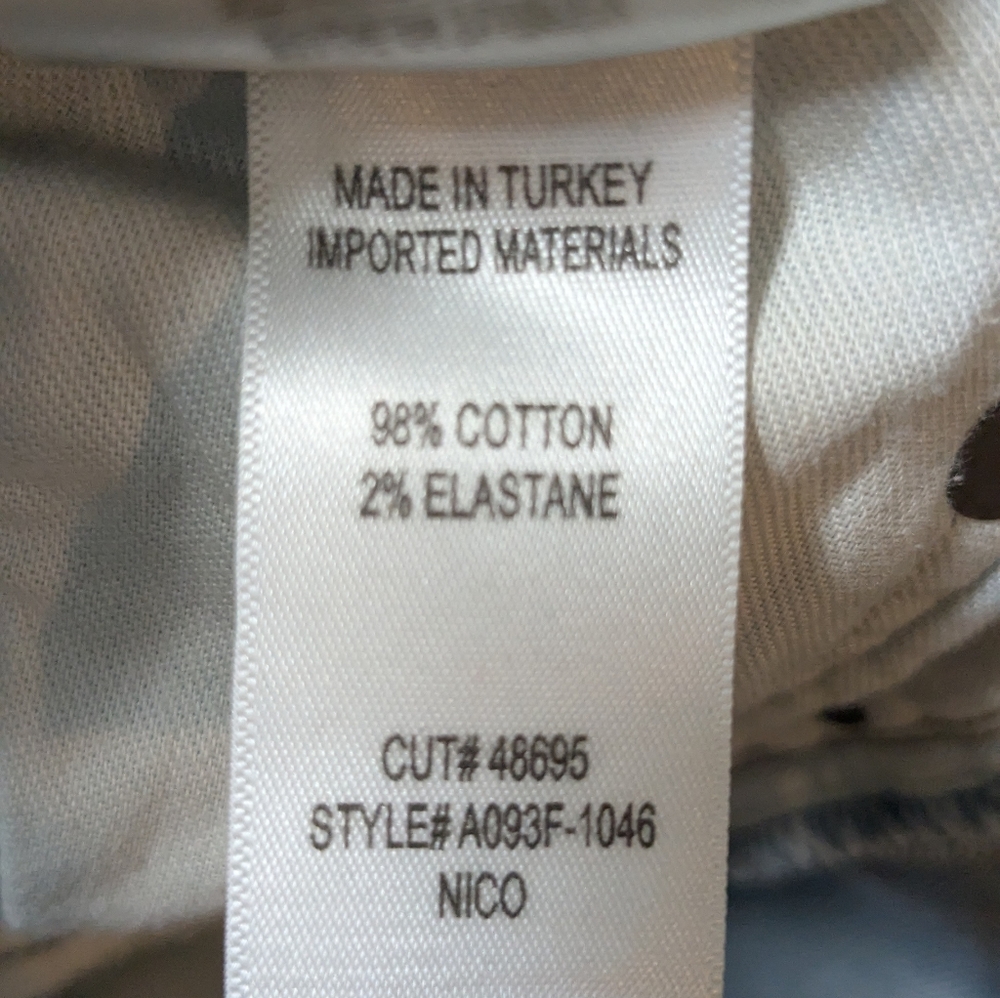 MADE IN TURKEY
IMPORTED MATERIALS
98% COTTON
2% ELASTANE
CUT# 48695
STYLE# A093F-1046
NICO